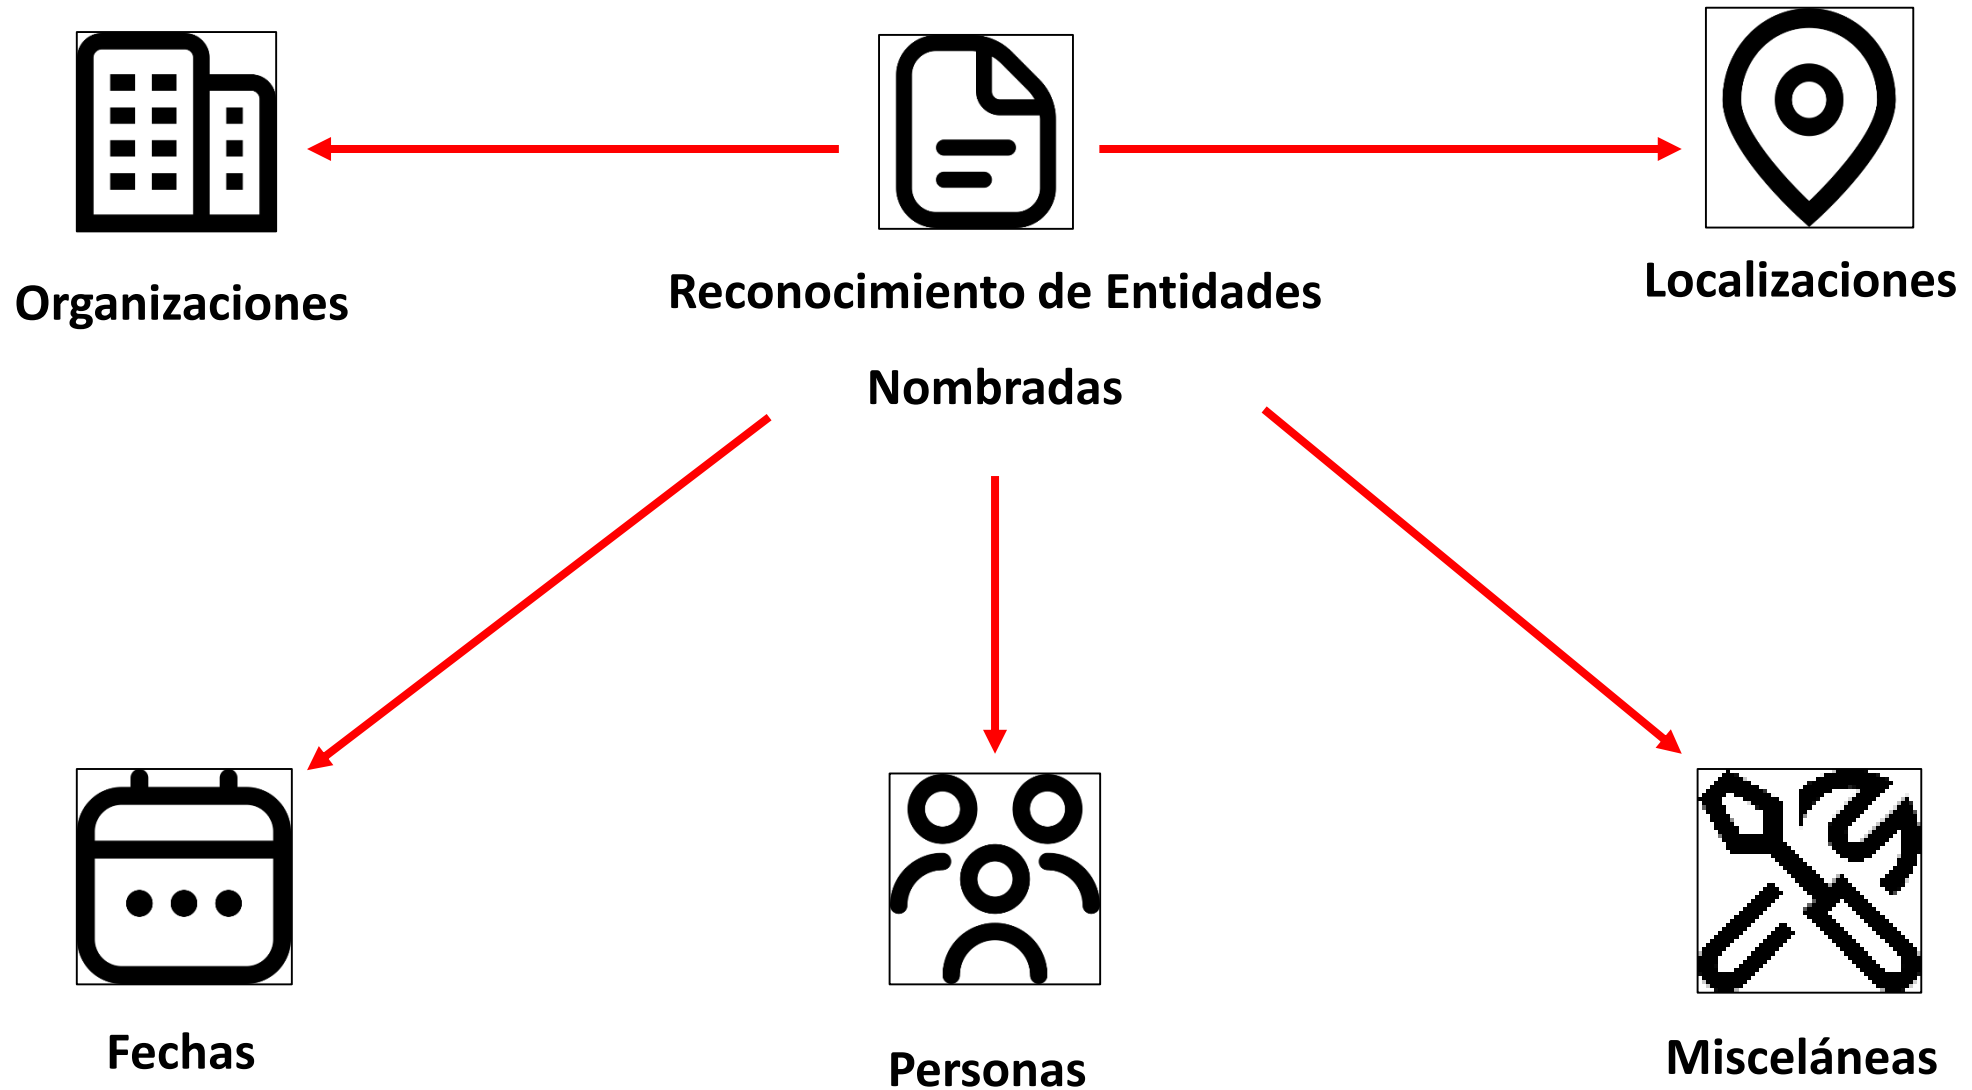 Organizaciones
Reconocimiento de Entidades
Nombradas
Localizaciones
Fechas
Personas
Misceláneas